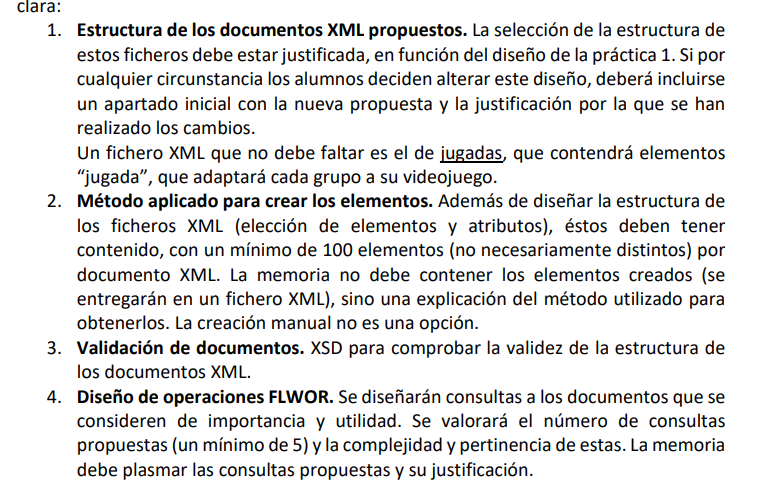 clara:
1. Estructura de los documentos XML propuestos. La selección de la estructura de
estos ficheros debe estar justificada, en función del diseño de la práctica 1. Si por
cualquier circunstancia los alumnos deciden alterar este diseño, deberá incluirse
un apartado inicial con la nueva propuesta y la justificación por la que se han
realizado los cambios.
Un fichero XML que no debe faltar es el de jugadas, que contendrá elementos
“jugada”, que adaptará cada grupo a su videojuego.
2. Método aplicado para crear los elementos. Además de diseñar la estructura de
los ficheros XML (elección de elementos y atributos), éstos deben tener
contenido, con un mínimo de 100 elementos (no necesariamente distintos) por
documento XML. La memoria no debe contener los elementos creados (se
entregarán en un fichero XML), sino una explicación del método utilizado para
obtenerlos. La creación manual no es una opción.
3. Validación de documentos. XSD para comprobar la validez de la estructura de
los documentos XML.
4. Diseño de operaciones FLWOR. Se diseñarán consultas a los documentos que se
consideren de importancia y utilidad. Se valorará el número de consultas
propuestas (un mínimo de 5) y la complejidad y pertinencia de estas. La memoria
debe plasmar las consultas propuestas y su justificación.